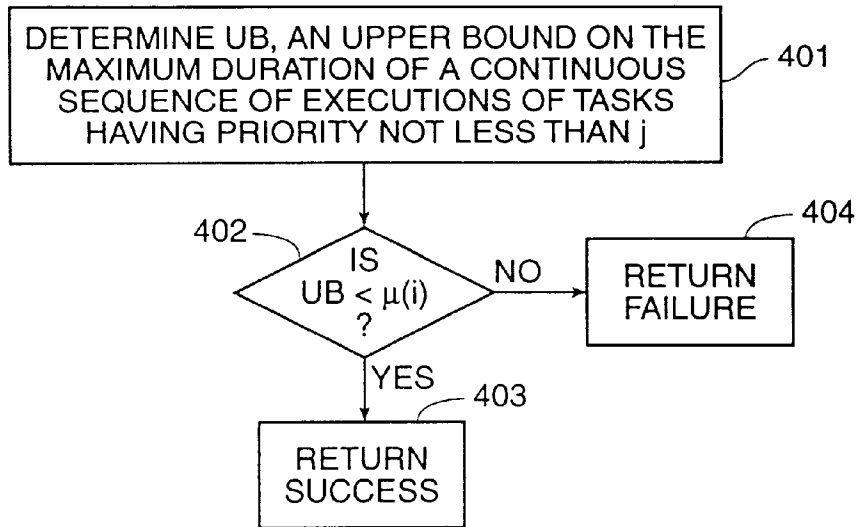 DETERMINE UB, AN UPPER BOUND ON THE
MAXIMUM DURATION OF A CONTINUOUS
SEQUENCE OF EXECUTIONS OF TASKS
HAVING PRIORITY NOT LESS THAN j
401
402
IS
UB < μ(i)
?
NO
404
RETURN
FAILURE
YES
403
RETURN
SUCCESS